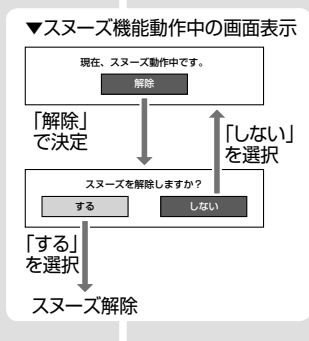 ▼スヌーズ機能動作中の画面表示
現在、スヌーズ動作中です。
解除
「解除」
で決定
「しない」
を選択
スヌーズを解除しますか？
する
しない
「する」
を選択
スヌーズ解除